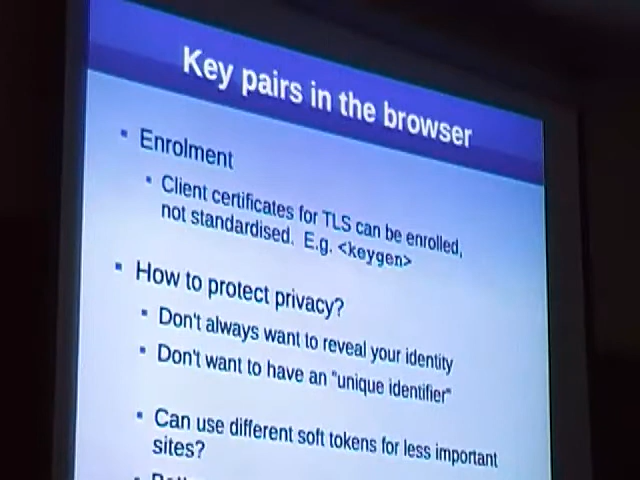 Key pairs in the browser
Enrolment
Client certificates for TLS can be enrolled,
not standardised. E.g. <keygen>
How to protect privacy?
Don't always want to reveal your identity
Don't want to have an "unique identifier"
Can use different soft tokens for less important
sites?